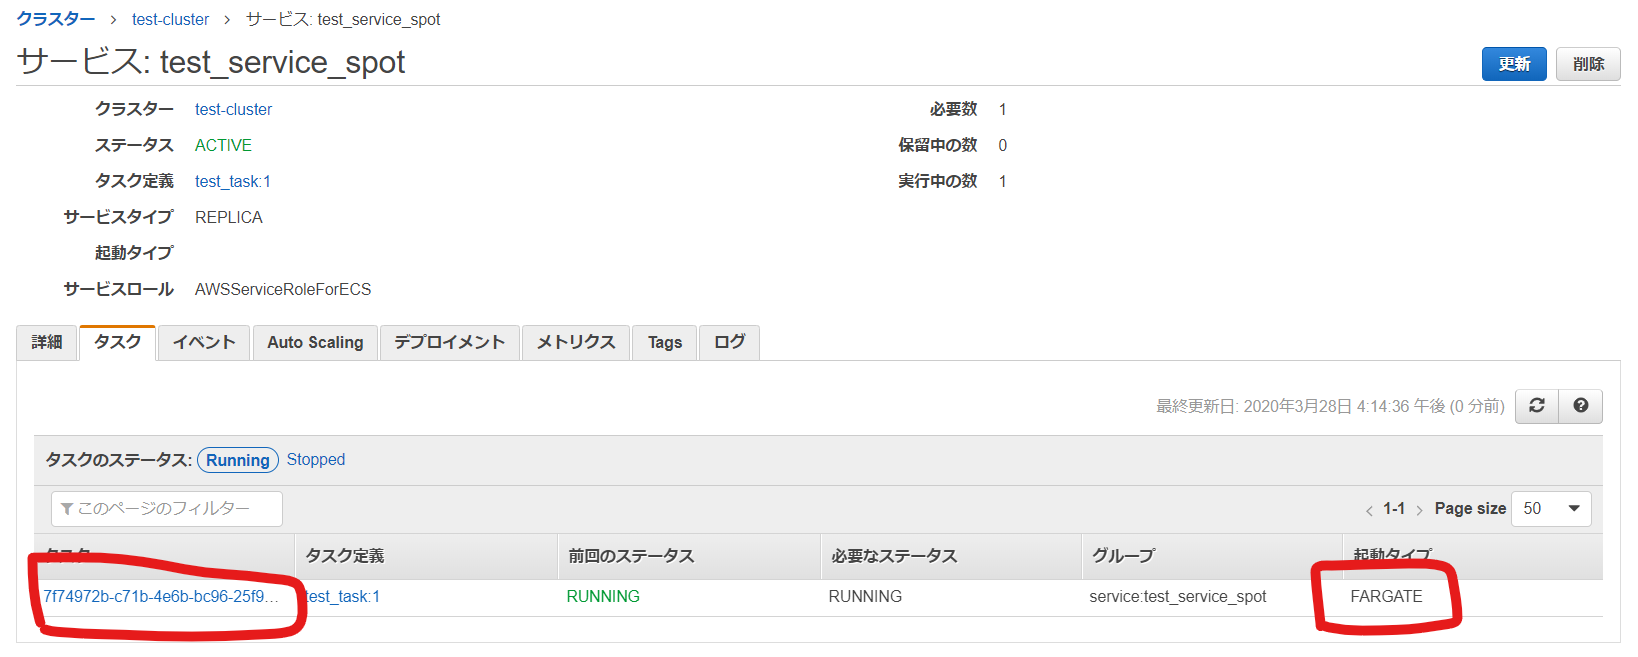 クラスター > test-cluster > サービス: test_service_spot
サービス: test_service_spot
更新 削除
クラスター test-cluster 必要数 1
ステータス ACTIVE 保留中の数 0
タスク定義 test_task:1 実行中の数 1
サービスタイプ REPLICA
起動タイプ
サービスロール AWSServiceRoleForECS
詳細 タスク イベント Auto Scaling デプロイメント メトリクス Tags ログ
最終更新日: 2020年3月28日 4:14:36 午後 (0 分前)
タスクのステータス: Running Stopped
このページのフィルター < 1-1 > Page size 50
タスク タスク定義 前回のステータス 必要なステータス グループ 起動タイプ
7f74972b-c71b-4e6b-bc96-25f9... test_task:1 RUNNING RUNNING service:test_service_spot FARGATE